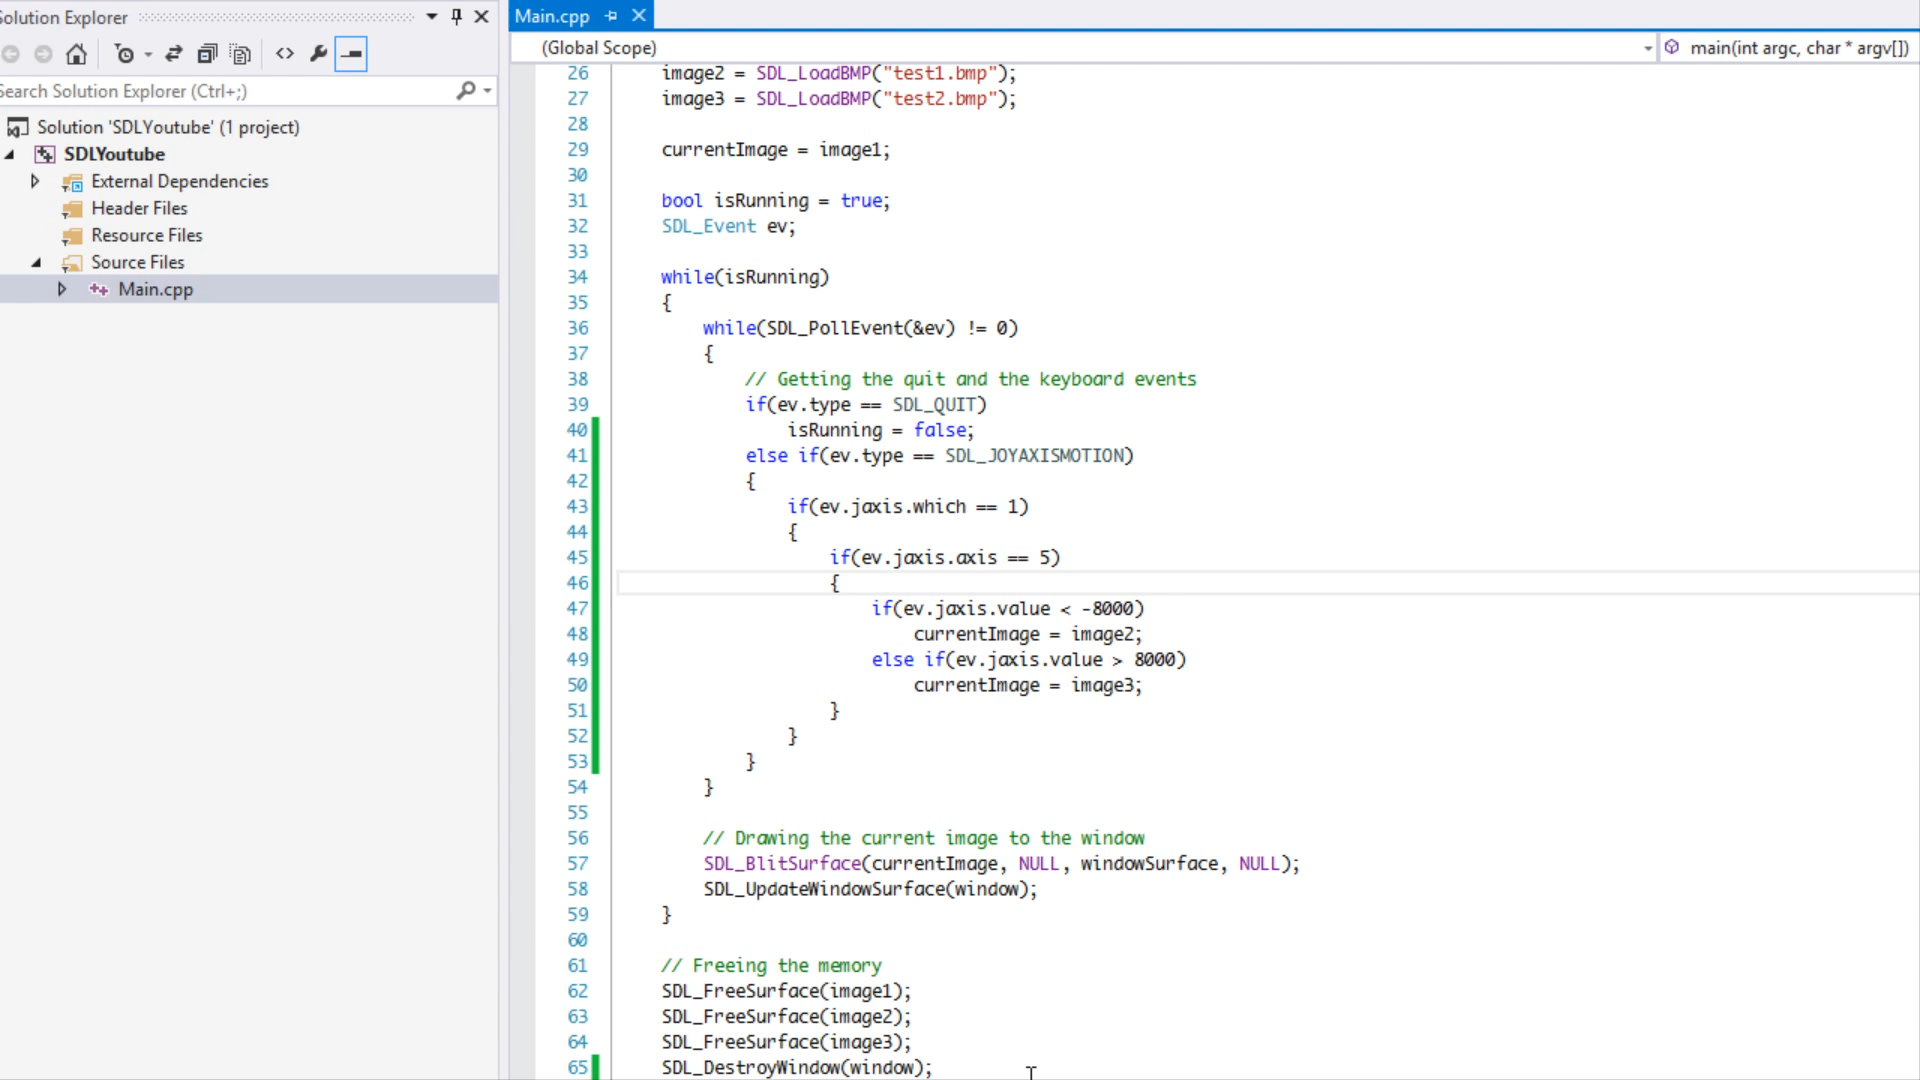 Solution Explorer
Search Solution Explorer (Ctrl+;)
Solution 'SDLYoutube' (1 project)
SDLYoutube
External Dependencies
Header Files
Resource Files
Source Files
Main.cpp
Main.cpp
(Global Scope)
main(int argc, char * argv[])
26 image2 = SDL_LoadBMP("test1.bmp");
27 image3 = SDL_LoadBMP("test2.bmp");
28
29 currentImage = image1;
30
31 bool isRunning = true;
32 SDL_Event ev;
33
34 while(isRunning)
35 {
36 while(SDL_PollEvent(&ev) != 0)
37 {
38 // Getting the quit and the keyboard events
39 if(ev.type == SDL_QUIT)
40 isRunning = false;
41 else if(ev.type == SDL_JOYAXISMOTION)
42 {
43 if(ev.jaxis.which == 1)
44 {
45 if(ev.jaxis.axis == 5)
46 {
47 if(ev.jaxis.value < -8000)
48 currentImage = image2;
49 else if(ev.jaxis.value > 8000)
50 currentImage = image3;
51 }
52 }
53 }
54 }
55
56 // Drawing the current image to the window
57 SDL_BlitSurface(currentImage, NULL, windowSurface, NULL);
58 SDL_UpdateWindowSurface(window);
59 }
60
61 // Freeing the memory
62 SDL_FreeSurface(image1);
63 SDL_FreeSurface(image2);
64 SDL_FreeSurface(image3);
65 SDL_DestroyWindow(window);